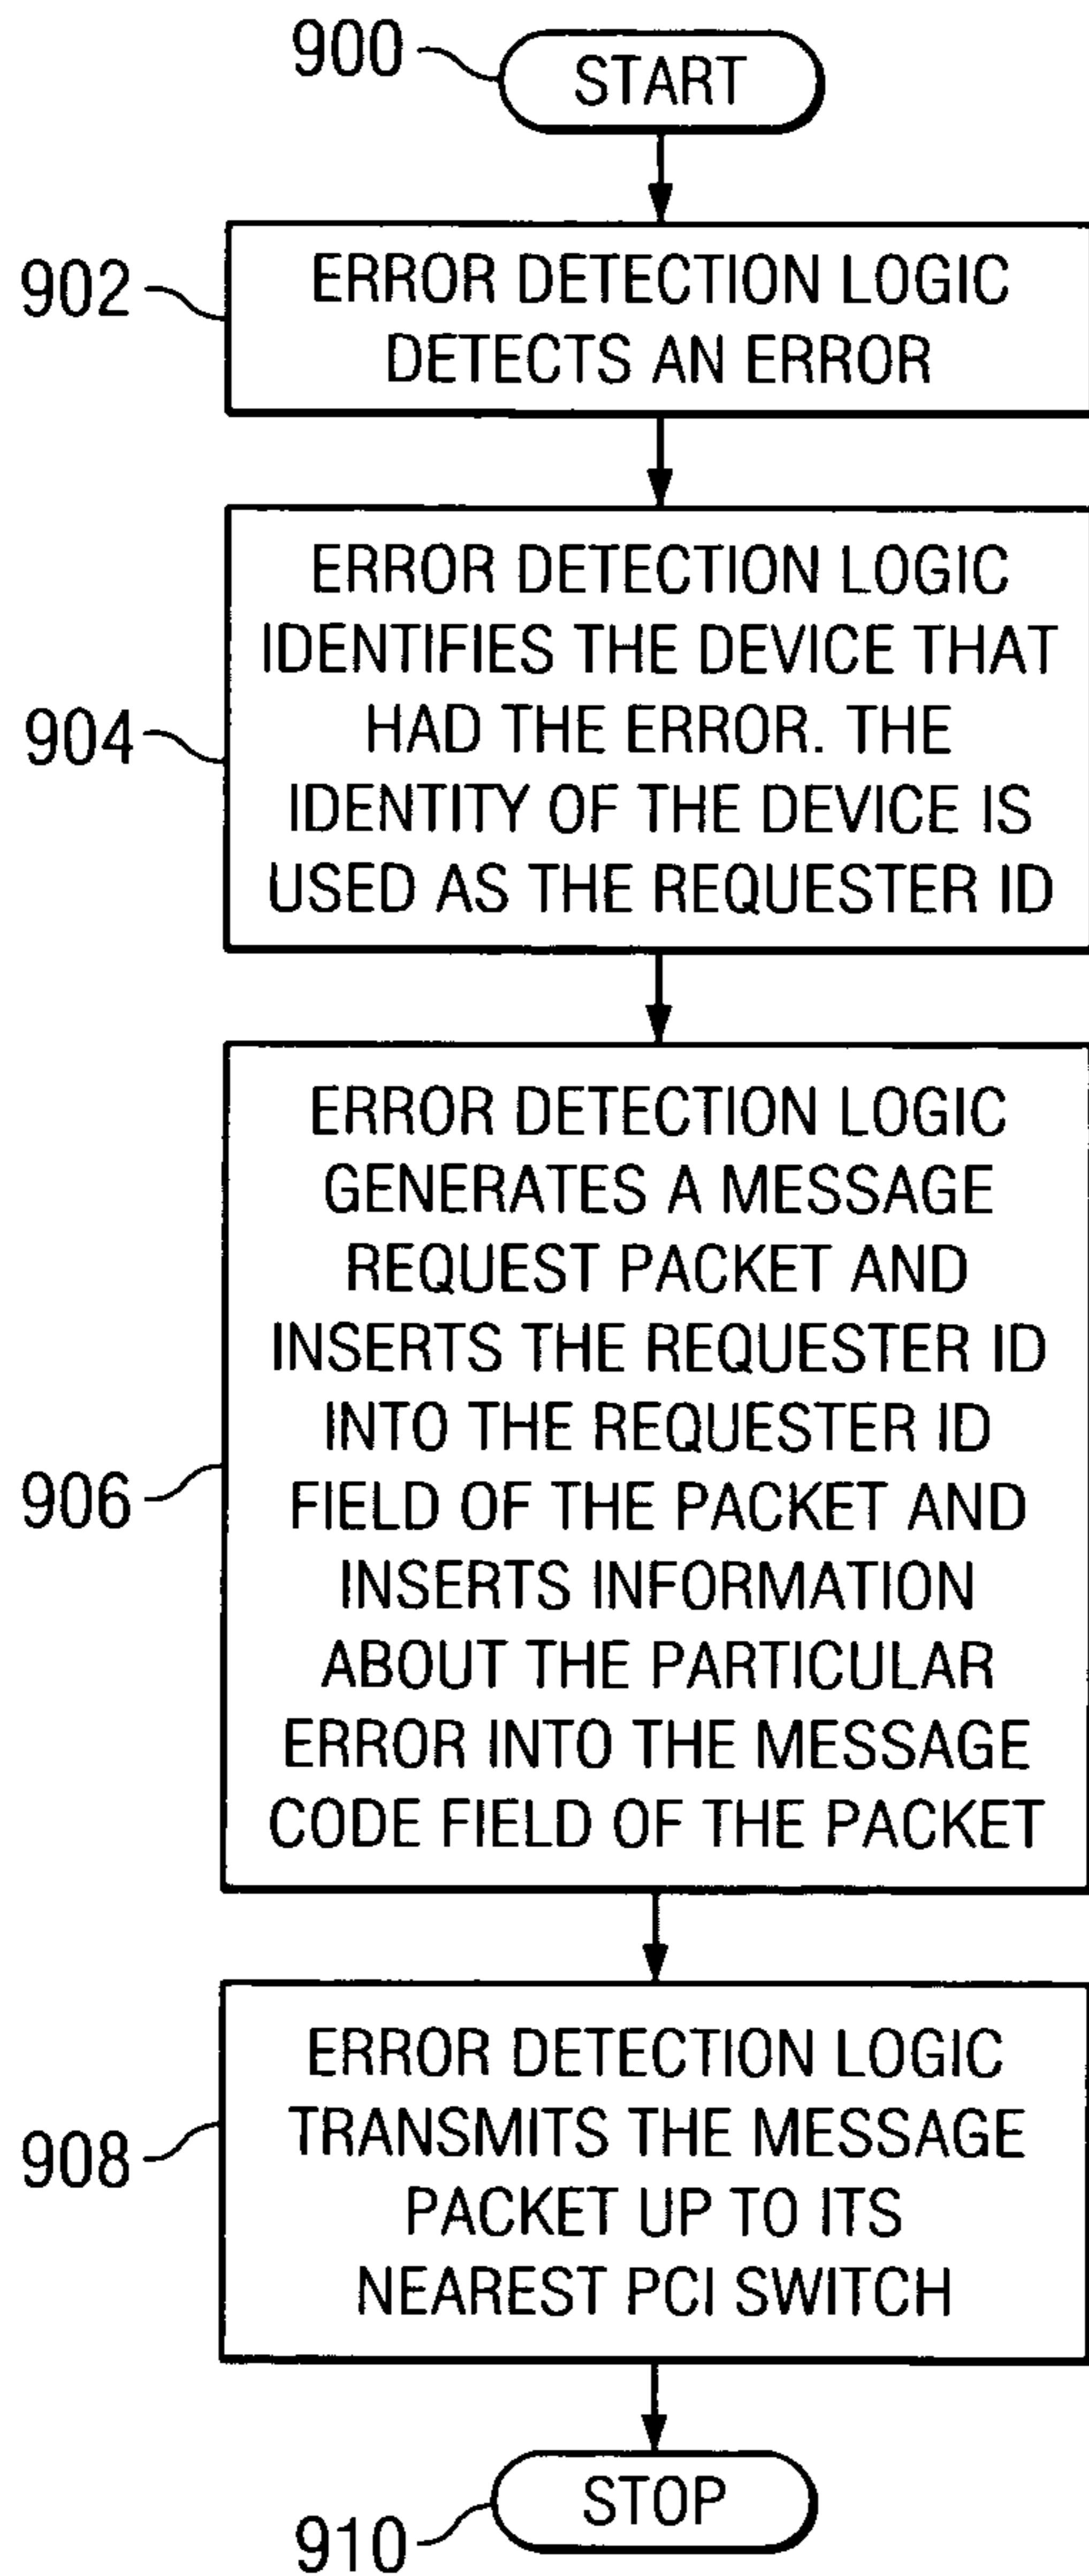 900
START
902
ERROR DETECTION LOGIC
DETECTS AN ERROR
904
ERROR DETECTION LOGIC
IDENTIFIES THE DEVICE THAT
HAD THE ERROR. THE
IDENTITY OF THE DEVICE IS
USED AS THE REQUESTER ID
906
ERROR DETECTION LOGIC
GENERATES A MESSAGE
REQUEST PACKET AND
INSERTS THE REQUESTER ID
INTO THE REQUESTER ID
FIELD OF THE PACKET AND
INSERTS INFORMATION
ABOUT THE PARTICULAR
ERROR INTO THE MESSAGE
CODE FIELD OF THE PACKET
908
ERROR DETECTION LOGIC
TRANSMITS THE MESSAGE
PACKET UP TO ITS
NEAREST PCI SWITCH
STOP
910